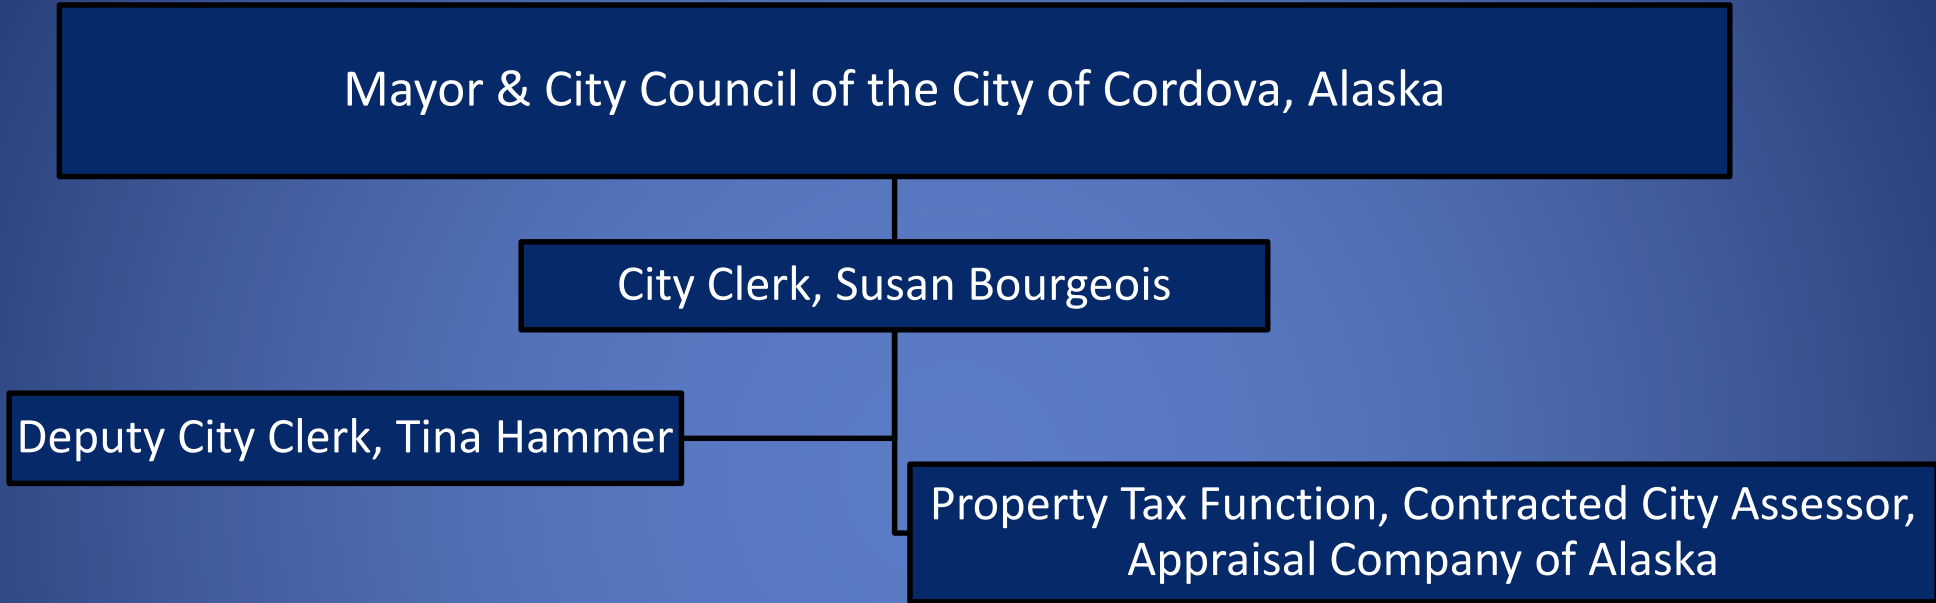 Mayor & City Council of the City of Cordova, Alaska
City Clerk, Susan Bourgeois
Deputy City Clerk, Tina Hammer
Property Tax Function, Contracted City Assessor,
Appraisal Company of Alaska